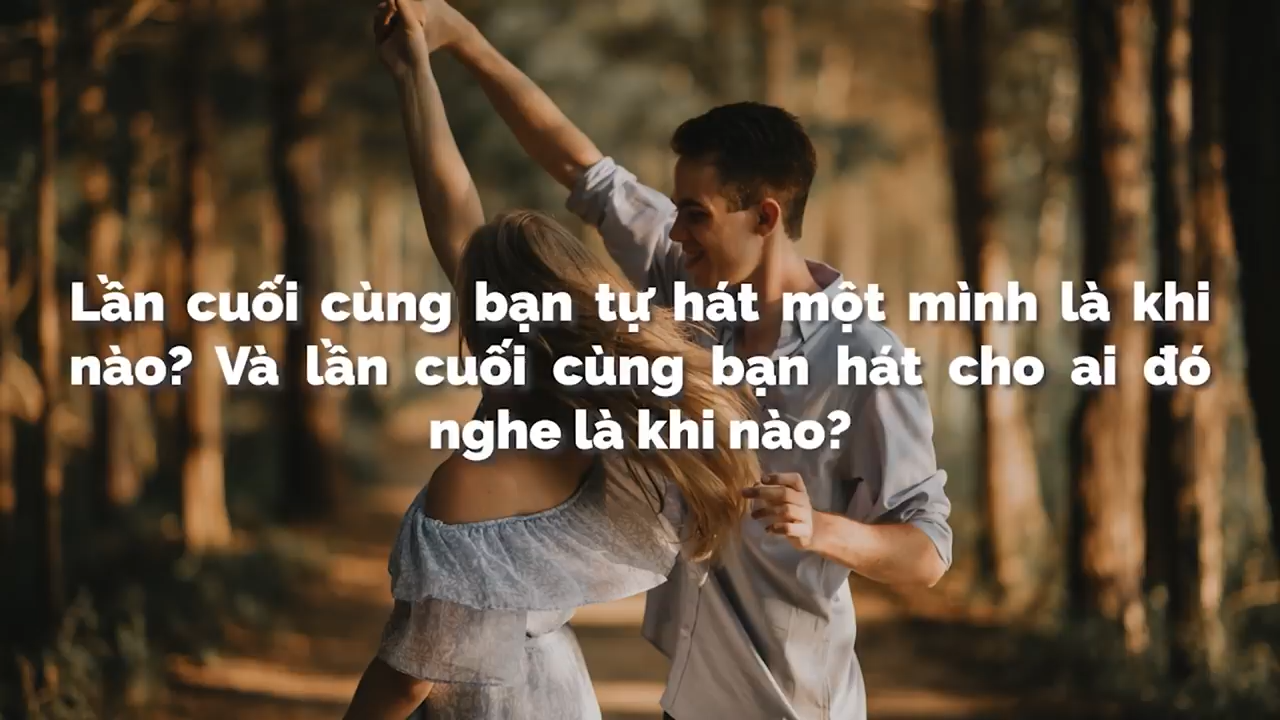 Lần cuối cùng bạn tự hát một mình là khi
nào? Và lần cuối cùng bạn hát cho ai đó
nghe là khi nào?